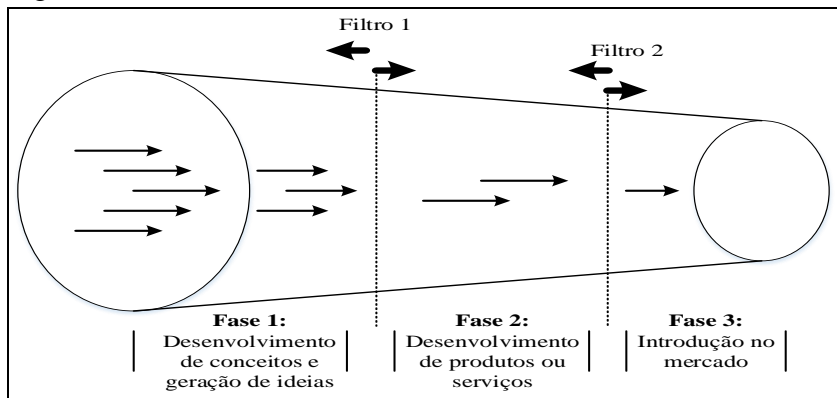 Filtro 1
Filtro 2
Fase 1:
Desenvolvimento
de conceitos e
geração de ideias
Fase 2:
Desenvolvimento
de produtos ou
serviços
Fase 3:
Introdução no
mercado